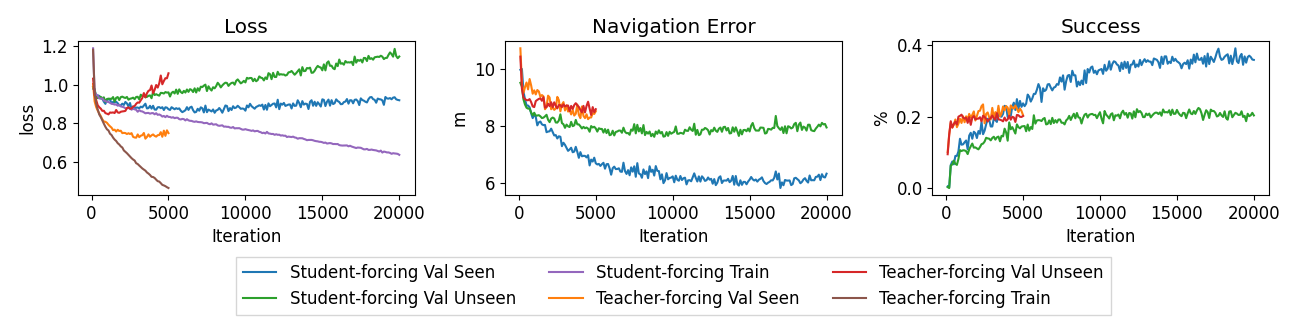 Loss
1.2
1.0
0.8
0.6
loss
0
5000
10000
15000
20000
Iteration
Navigation Error
10
8
6
m
0
5000
10000
15000
20000
Iteration
Success
0.4
0.2
0.0
%
0
5000
10000
15000
20000
Iteration
Student-forcing Val Seen
Student-forcing Val Unseen
Student-forcing Train
Teacher-forcing Val Seen
Teacher-forcing Val Unseen
Teacher-forcing Train